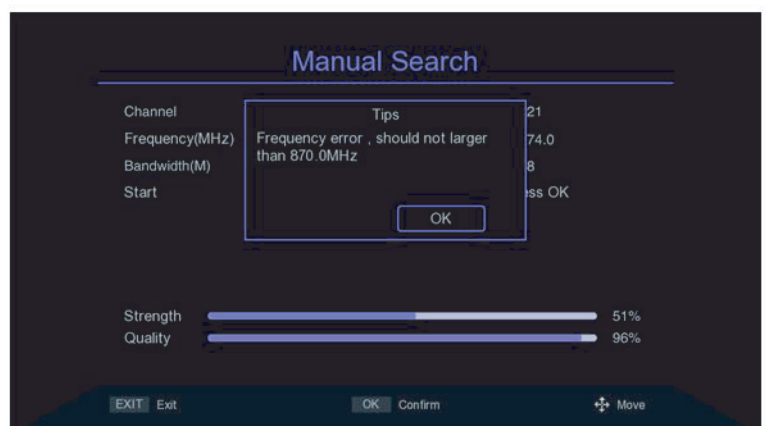 Manual Search
Channel 21
Frequency(MHz) 74.0
Bandwidth(M) 8
Start ess OK
Tips
Frequency error , should not larger
than 870.0MHz
OK
Strength 51%
Quality 96%
EXIT Exit OK Confirm Move